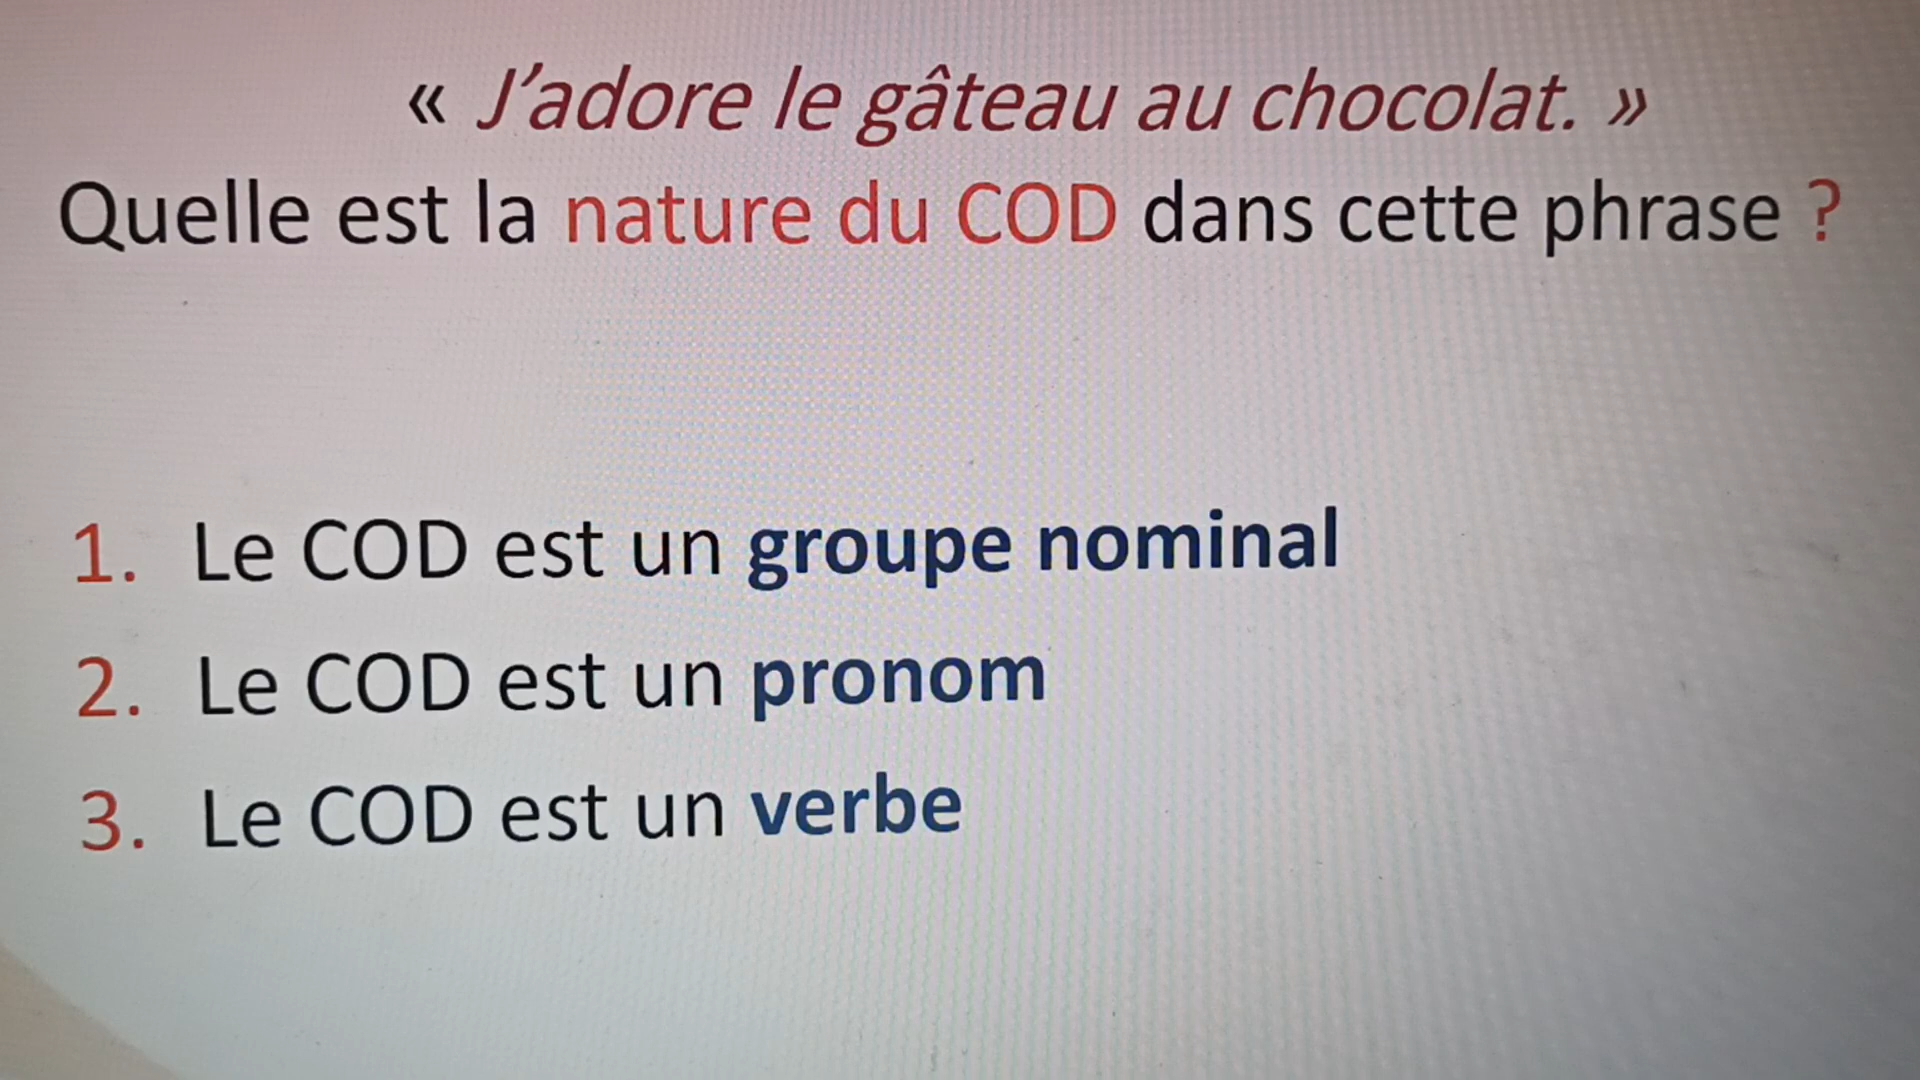 « J’adore le gâteau au chocolat. »
Quelle est la nature du COD dans cette phrase ?
1. Le COD est un groupe nominal
2. Le COD est un pronom
3. Le COD est un verbe